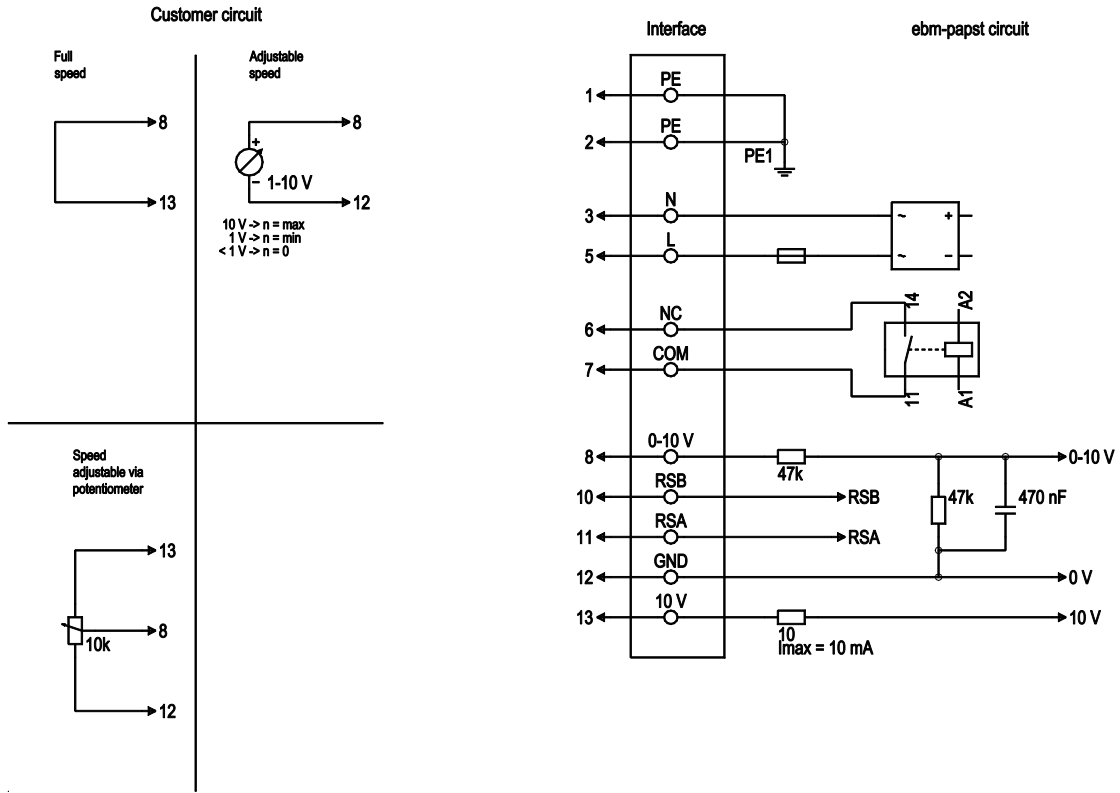 Customer circuit
Full
speed
8
13
Adjustable
speed
8
+
–
1-10 V
12
10 V -> n = max
1 V -> n = min
< 1 V -> n = 0
Speed
adjustable via
potentiometer
13
8
10k
12
Interface
ebm-papst circuit
1
PE
2
PE
PE1
3
N
~
+
5
L
~
–
6
NC
14
A2
7
COM
11
A1
8
0-10 V
47k
0-10 V
10
RSB
RSB
47k
470 nF
11
RSA
RSA
12
GND
0 V
13
10 V
10
10 V
Imax = 10 mA